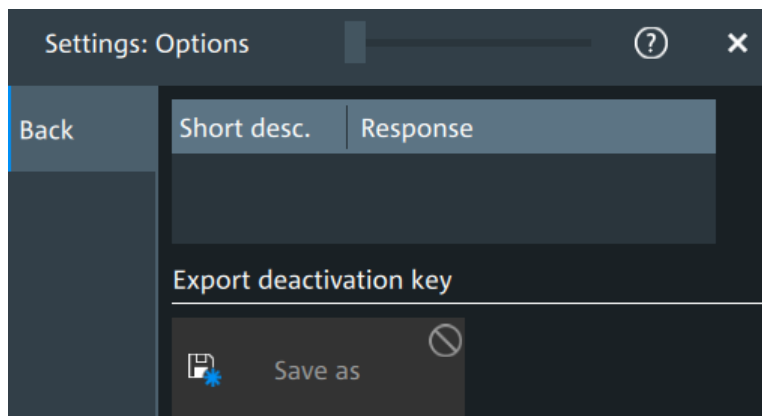 Settings: Options
Back
Short desc. Response
Export deactivation key
Save as